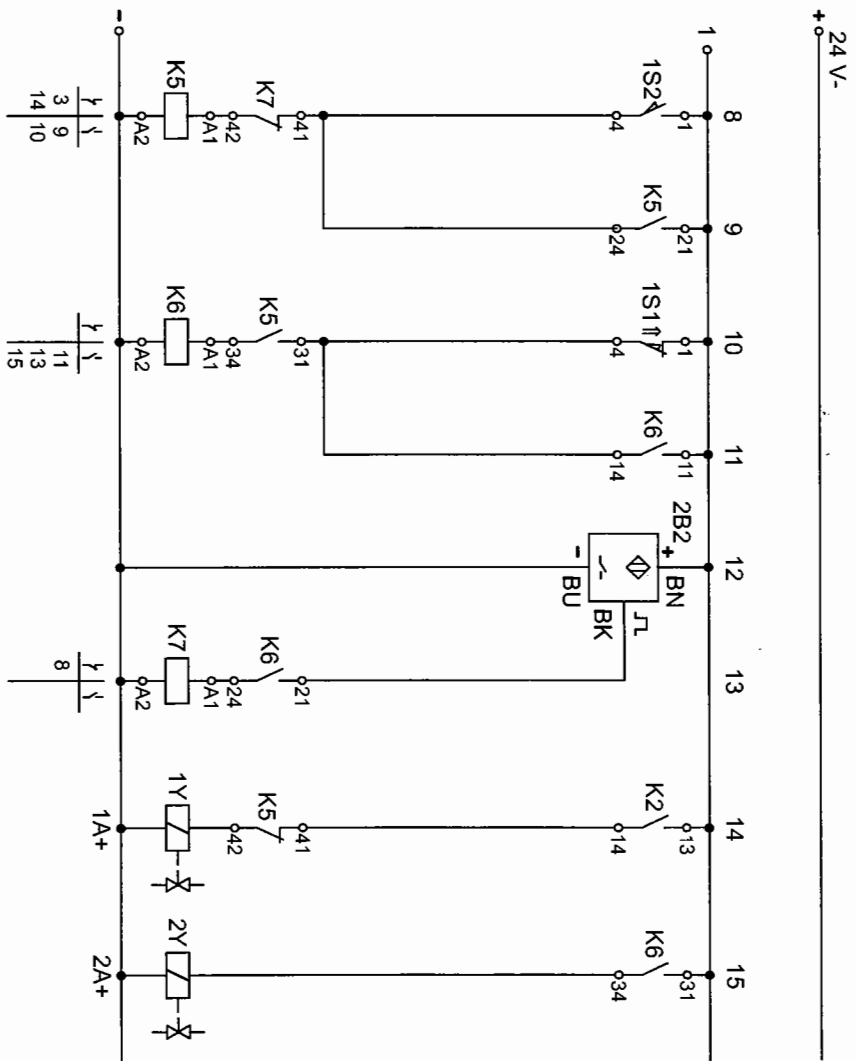 + 24 V-
1 8 9 10 11 12 13 14 15
1 21 1 11 + BN 13 31
1S2 K5 1S1 K6 2B2 K2 K6
4 24 4 14 - BU BK 14 34
41 31 21 41
K7 K5 K6 K5
42 34 24 42
A1 A1 A1
K5 K6 K7 1Y 2Y
A2 A2 A2
-
1A+ 2A+
3 9 11 8
14 10 13
15